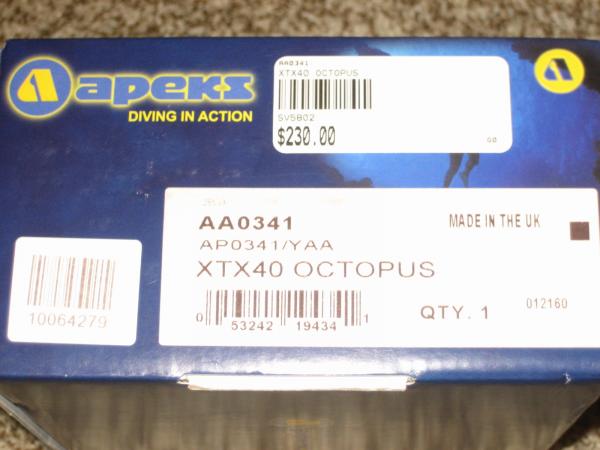 apeks
DIVING IN ACTION
AA0341
XTX40 OCTOPUS
SV5802
$230.00
AA0341
AP0341/YAA
XTX40 OCTOPUS
MADE IN THE UK
0 53242 19434 1
QTY. 1
012160
10064279